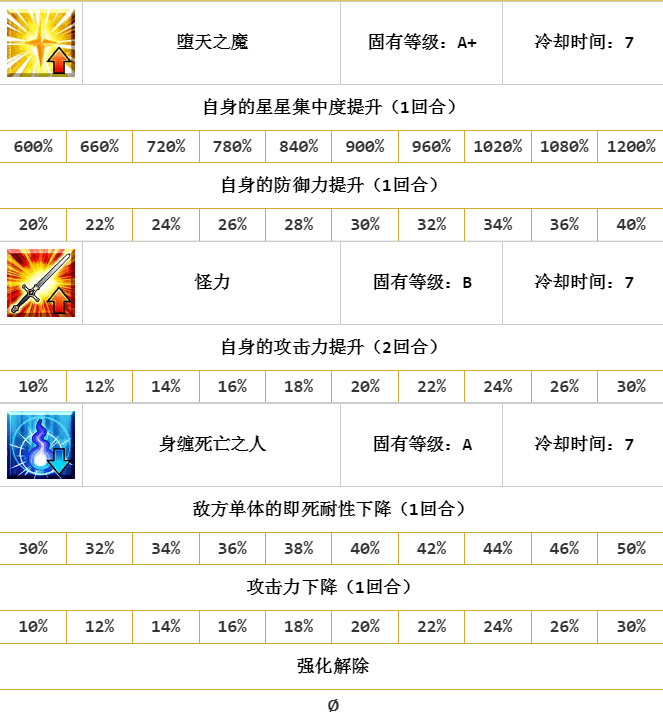 堕天之魔 固有等级：A+ 冷却时间：7
自身的星星集中度提升（1回合）
600% 660% 720% 780% 840% 900% 960% 1020% 1080% 1200%
自身的防御力提升（1回合）
20% 22% 24% 26% 28% 30% 32% 34% 36% 40%
怪力 固有等级：B 冷却时间：7
自身的攻击力提升（2回合）
10% 12% 14% 16% 18% 20% 22% 24% 26% 30%
身缠死亡之人 固有等级：A 冷却时间：7
敌方单体的即死耐性下降（1回合）
30% 32% 34% 36% 38% 40% 42% 44% 46% 50%
攻击力下降（1回合）
10% 12% 14% 16% 18% 20% 22% 24% 26% 30%
强化解除
Ø